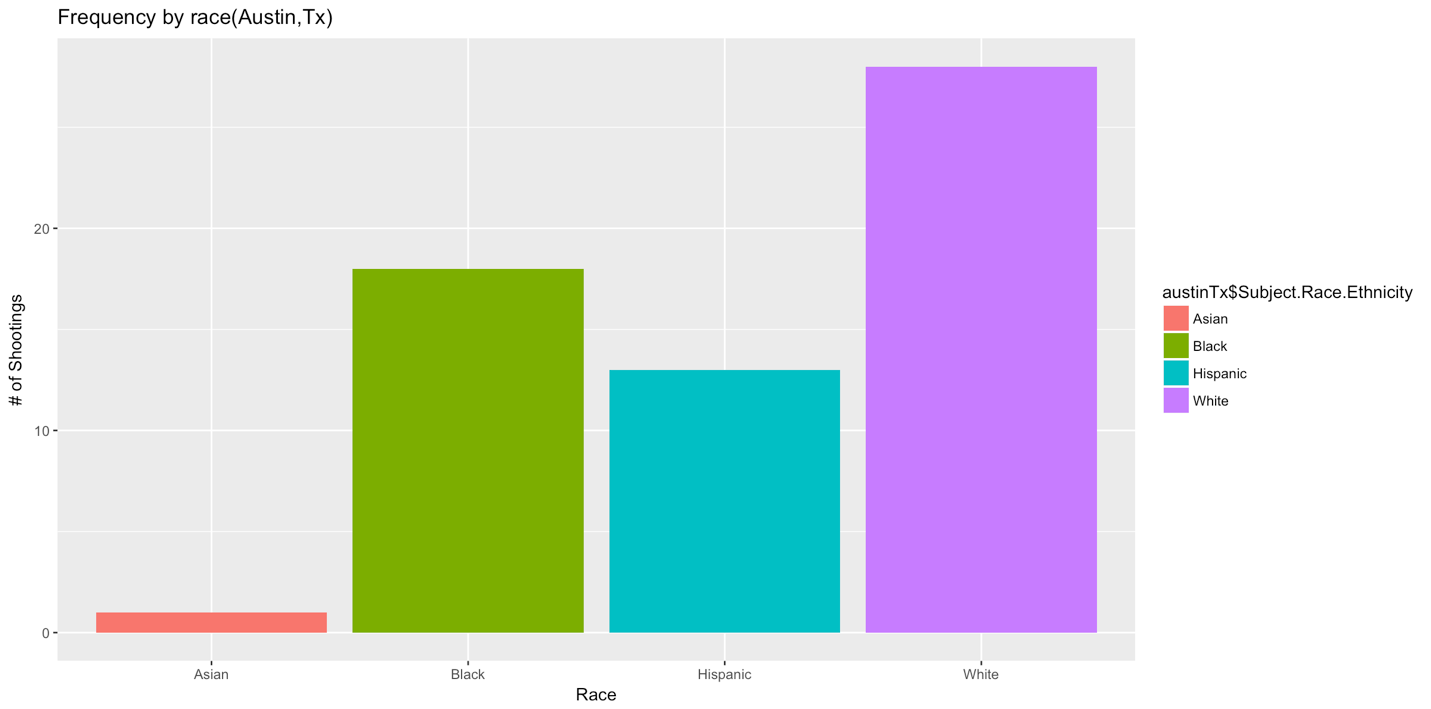 Frequency by race(Austin,Tx)
# of Shootings
20
10
0
Asian
Black
Hispanic
White
Race
austinTx$Subject.Race.Ethnicity
Asian
Black
Hispanic
White